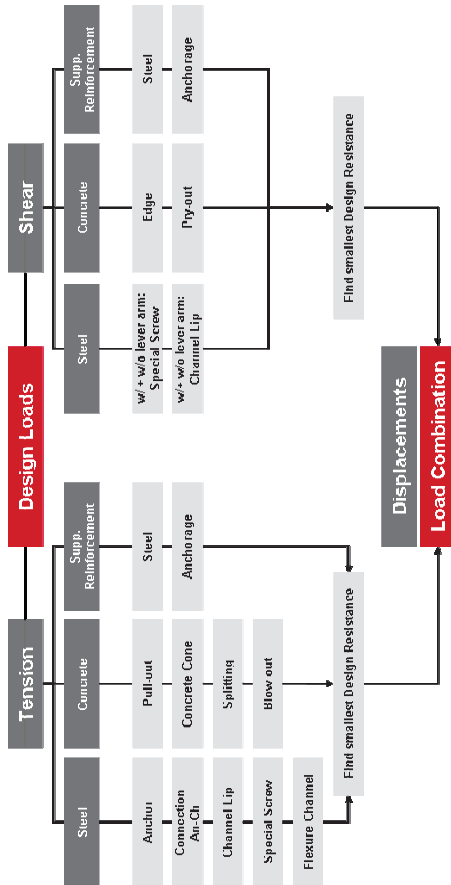 Design Loads
Tension
Shear
Steel
Concrete
Supp.
Reinforcement
Steel
Concrete
Supp.
Reinforcement
Anchor
Connection
An-Ch
Channel Lip
Special Screw
Flexure Channel
Pull-out
Concrete Cone
Splitting
Blow out
Steel
Anchorage
w/ + w/o lever arm:
Special Screw
w/+ w/o lever arm:
Channel Lip
Edge
Pry-out
Steel
Anchorage
Find smallest Design Resistance
Find smallest Design Resistance
Displacements
Load Combination